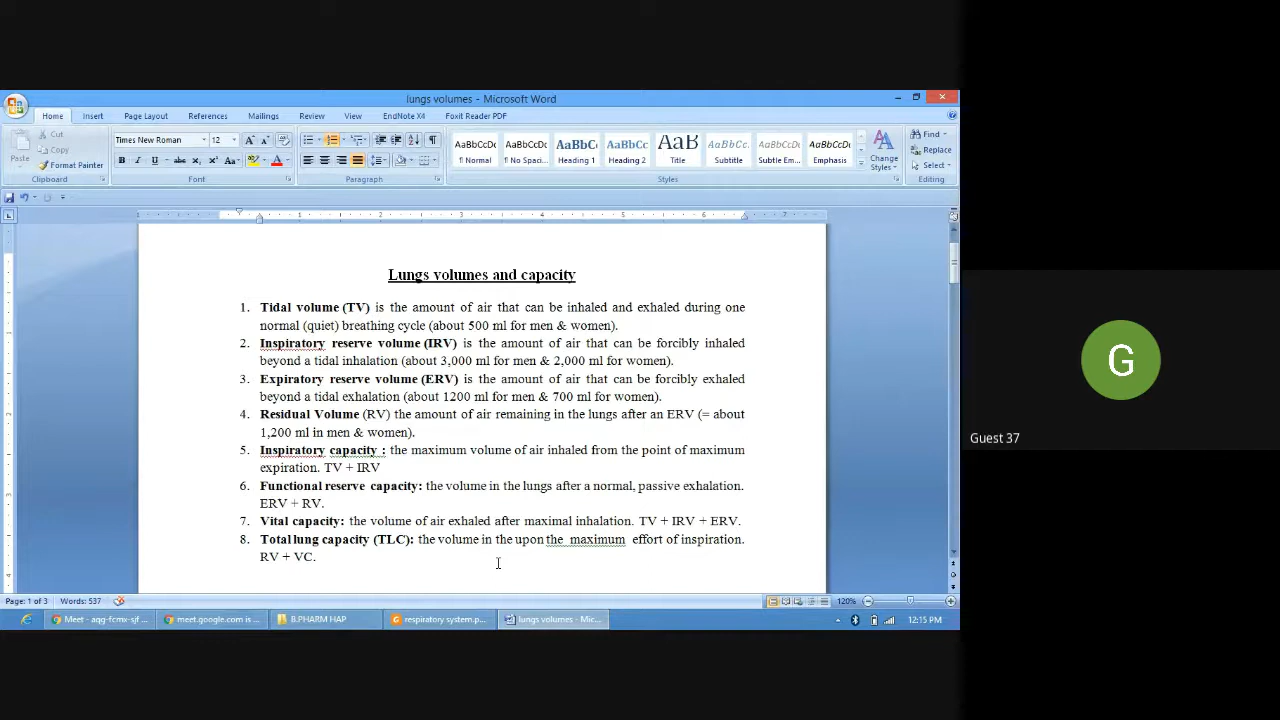 lungs volumes - Microsoft Word
Home Insert Page Layout References Mailings Review View EndNote X4 Foxit Reader PDF
Paste
Cut
Copy
Format Painter
Clipboard
Times New Roman 12
Font
Paragraph
AaBbCcDc AaBbCcDc AaBbCc AaBbCc AaB AaBbCc. AaBbCcDc AaBbCcDc
¶ Normal ¶ No Spaci... Heading 1 Heading 2 Title Subtitle Subtle Em... Emphasis
Change Styles
Styles
Find
Replace
Select
Editing
Lungs volumes and capacity
1. Tidal volume (TV) is the amount of air that can be inhaled and exhaled during one
normal (quiet) breathing cycle (about 500 ml for men & women).
2. Inspiratory reserve volume (IRV) is the amount of air that can be forcibly inhaled
beyond a tidal inhalation (about 3,000 ml for men & 2,000 ml for women).
3. Expiratory reserve volume (ERV) is the amount of air that can be forcibly exhaled
beyond a tidal exhalation (about 1200 ml for men & 700 ml for women).
4. Residual Volume (RV) the amount of air remaining in the lungs after an ERV (= about
1,200 ml in men & women).
5. Inspiratory capacity : the maximum volume of air inhaled from the point of maximum
expiration. TV + IRV
6. Functional reserve capacity: the volume in the lungs after a normal, passive exhalation.
ERV + RV.
7. Vital capacity: the volume of air exhaled after maximal inhalation. TV + IRV + ERV.
8. Total lung capacity (TLC): the volume in the upon the maximum effort of inspiration.
RV + VC.
G
Guest 37
Page: 1 of 3 Words: 537 120%
Meet - aqg-fcmx-sjf ... meet.google.com is ... B.PHARM HAP respiratory system.p... lungs volumes - Mic... 12:15 PM